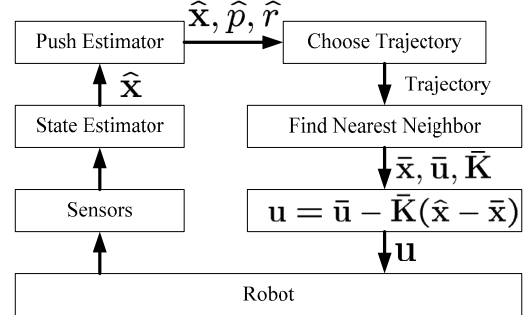 x̂, p̂, r̂
Push Estimator
Choose Trajectory
x̂
Trajectory
State Estimator
Find Nearest Neighbor
x̄, ū, K̄
Sensors
u = ū − K̄(x̂ − x̄)
u
Robot